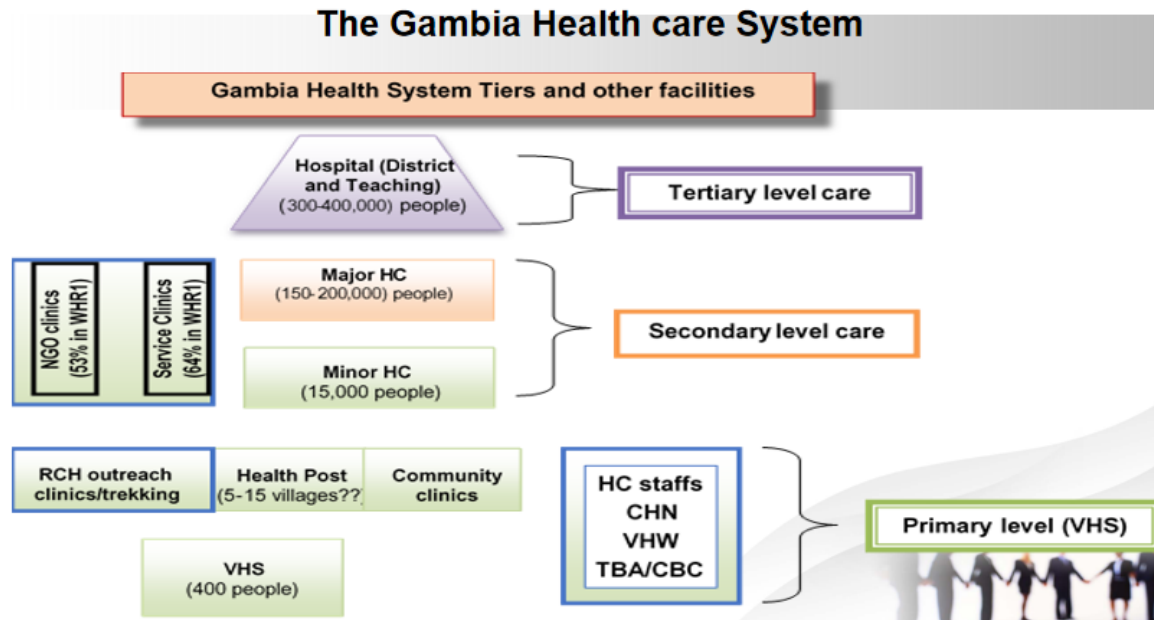 The Gambia Health care System
Gambia Health System Tiers and other facilities
Hospital (District
and Teaching)
(300-400,000) people)
Tertiary level care
NGO clinics
(53% in WHR1)
Service Clinics
(64% in WHR1)
Major HC
(150-200,000) people)
Secondary level care
Minor HC
(15,000 people)
RCH outreach
clinics/trekking
Health Post
(5-15 villages??)
Community
clinics
HC staffs
CHN
VHW
TBA/CBC
Primary level (VHS)
VHS
(400 people)